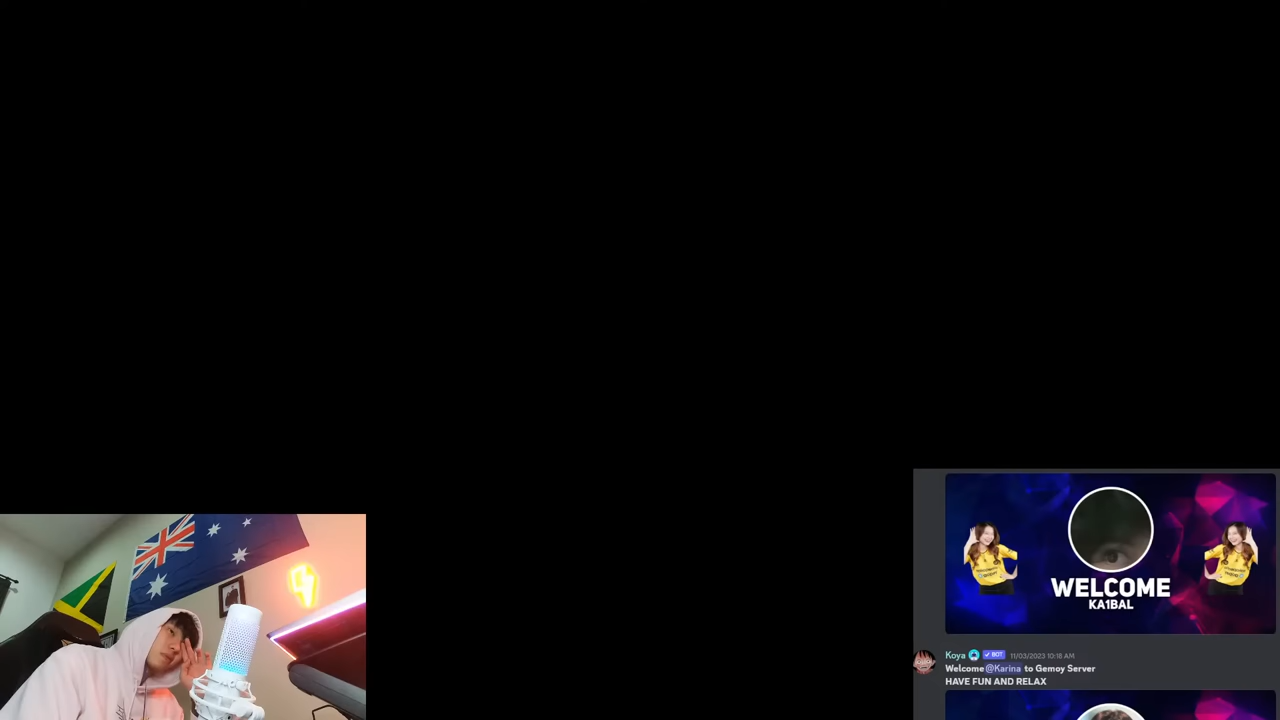 WELCOME
KA1BAL
Koya BOT 11/03/2023 10:18 AM
Welcome @Karina to Gemoy Server
HAVE FUN AND RELAX